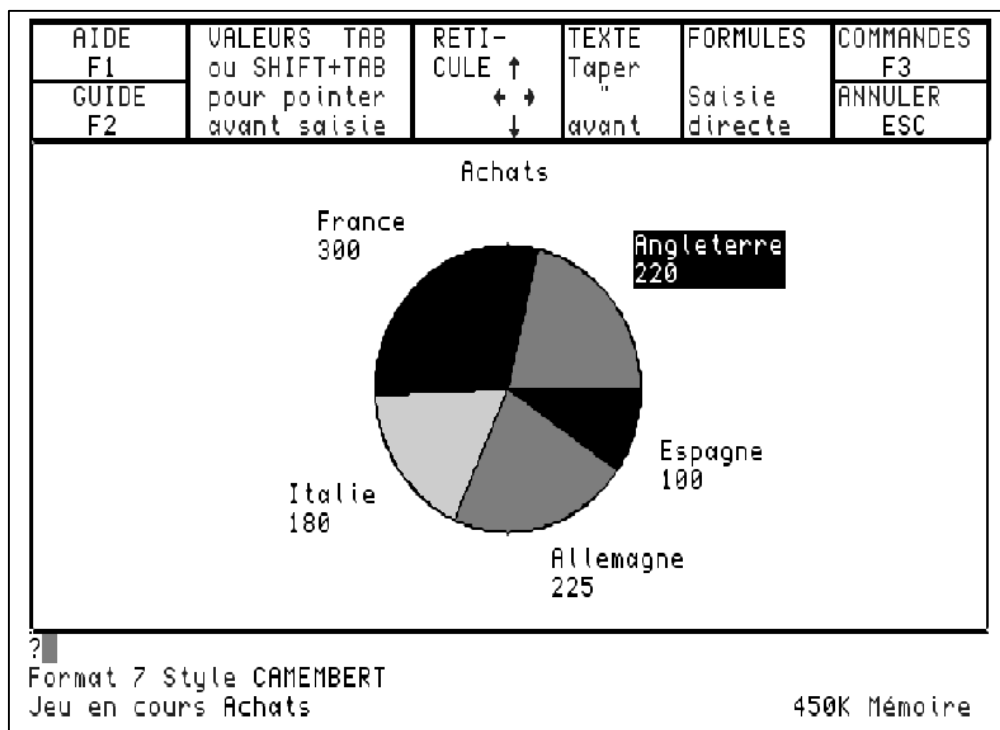 AIDE
F1
GUIDE
F2
VALEURS TAB
ou SHIFT+TAB
pour pointer
avant saisie
RETI-
CULE ↑
← →
↓
TEXTE
Taper
"
avant
FORMULES
Saisie
directe
COMMANDES
F3
ANNULER
ESC
Achats
France
300
Angleterre
220
Espagne
100
Italie
180
Allemagne
225
?
Format 7 Style CAMEMBERT
Jeu en cours Achats 450K Mémoire